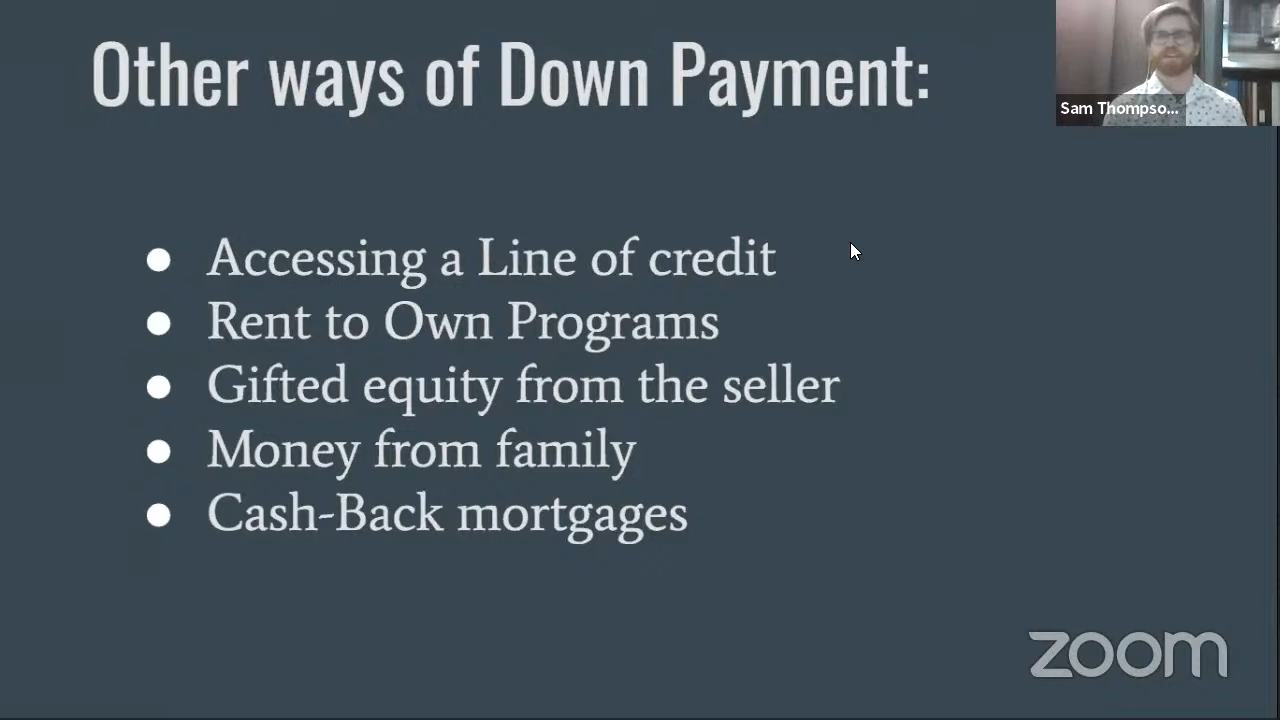 Other ways of Down Payment:
Sam Thompso...
● Accessing a Line of credit
● Rent to Own Programs
● Gifted equity from the seller
● Money from family
● Cash-Back mortgages
zoom